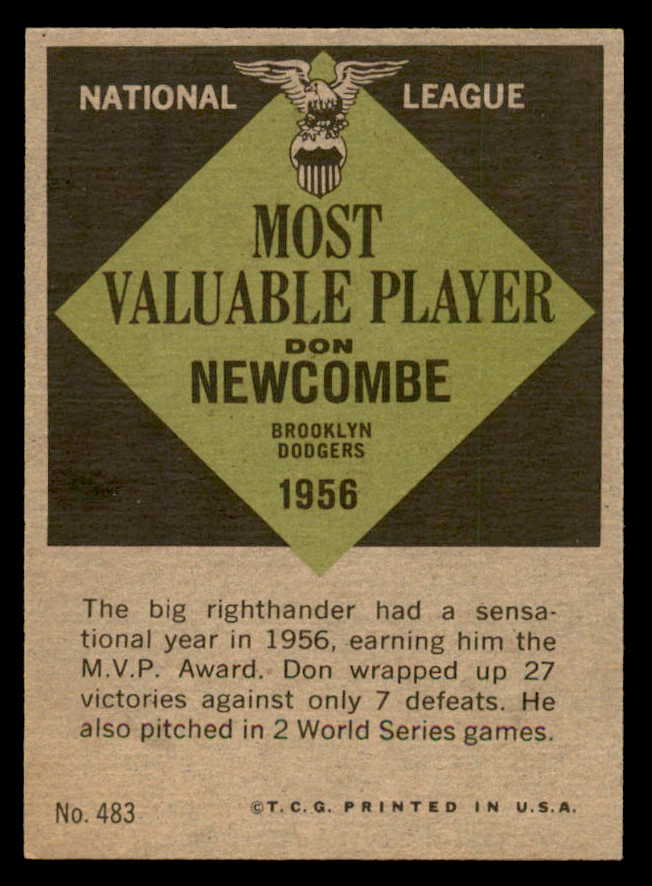 NATIONAL LEAGUE
MOST
VALUABLE PLAYER
DON
NEWCOMBE
BROOKLYN
DODGERS
1956
The big righthander had a sensa-
tional year in 1956, earning him the
M.V.P. Award. Don wrapped up 27
victories against only 7 defeats. He
also pitched in 2 World Series games.
No. 483 ©T.C.G. PRINTED IN U.S.A.